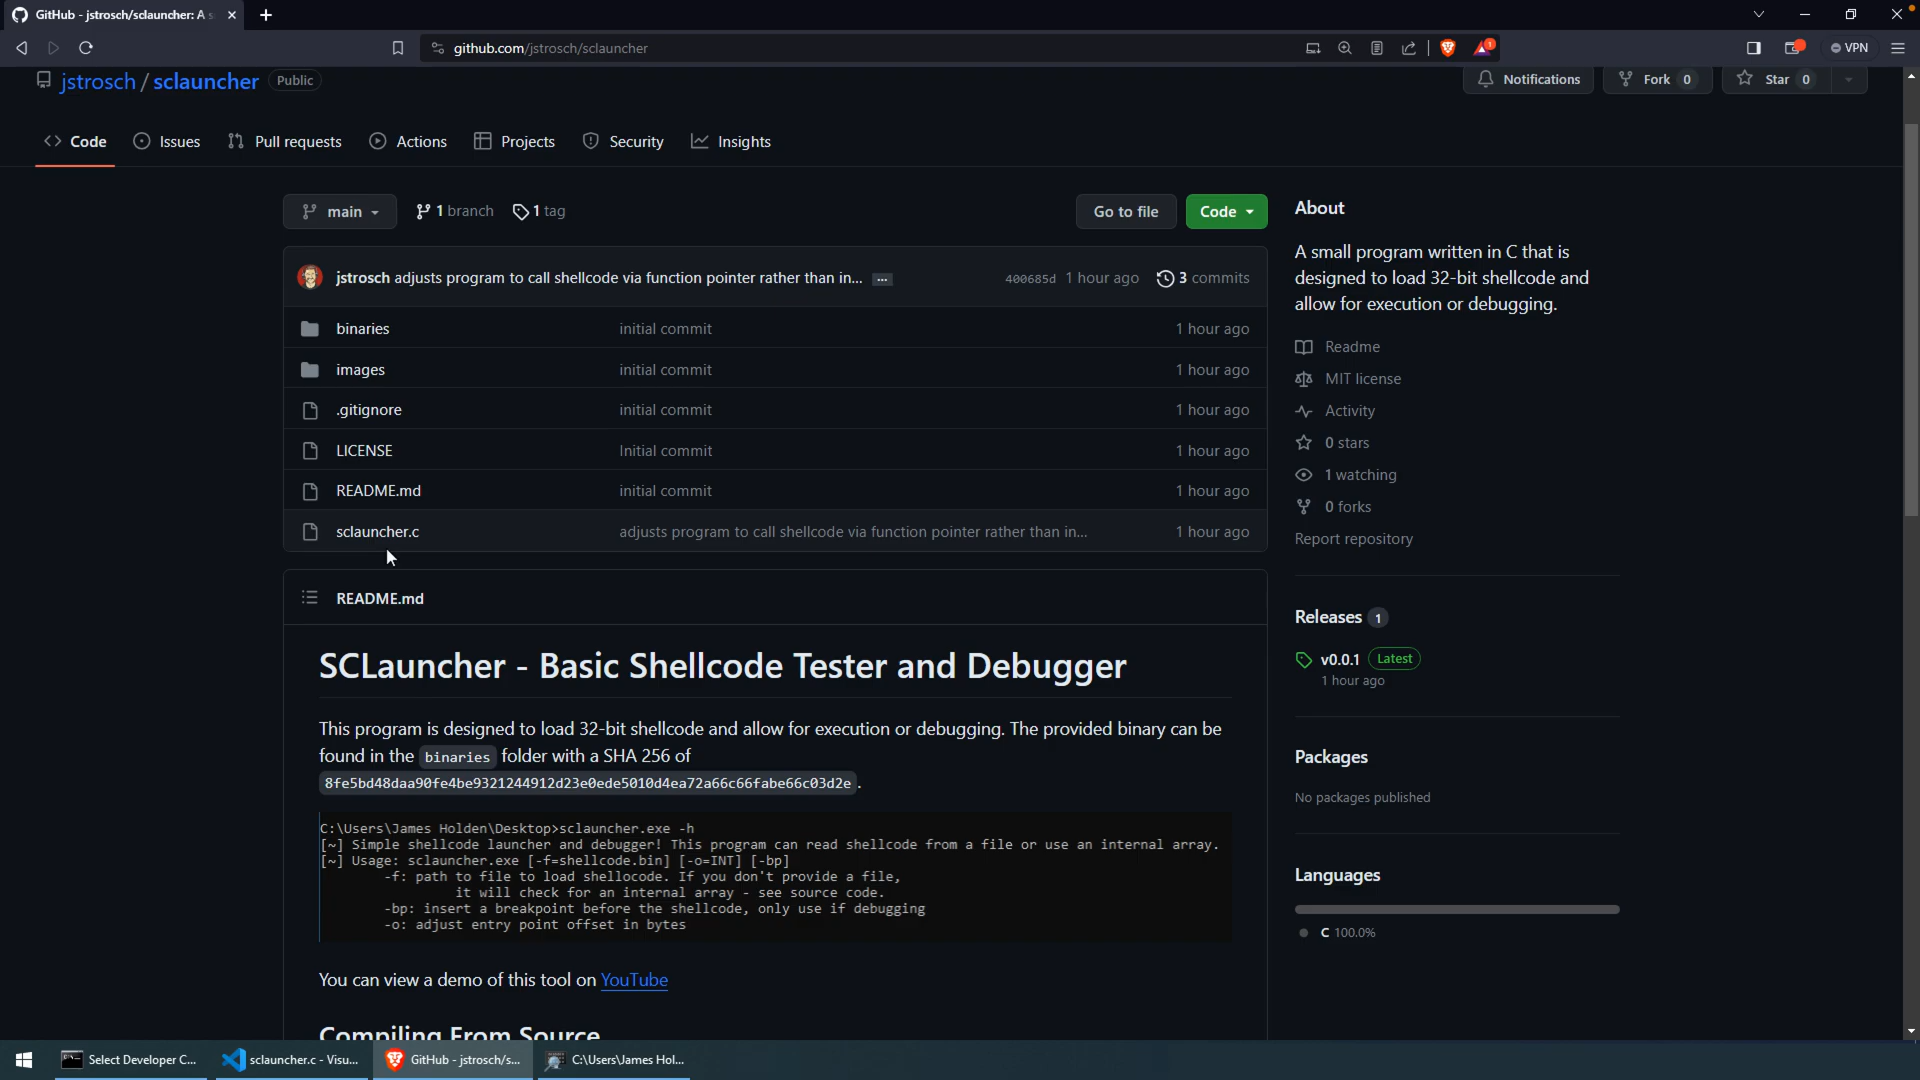 GitHub - jstrosch/sclauncher: A s
github.com/jstrosch/sclauncher
1
VPN
jstrosch / sclauncher Public
Notifications
Fork 0
Star 0
Code
Issues
Pull requests
Actions
Projects
Security
Insights
main
1 branch
1 tag
Go to file
Code
jstrosch adjusts program to call shellcode via function pointer rather than in... ...
400685d 1 hour ago
3 commits
binaries initial commit 1 hour ago
images initial commit 1 hour ago
.gitignore initial commit 1 hour ago
LICENSE Initial commit 1 hour ago
README.md initial commit 1 hour ago
sclauncher.c adjusts program to call shellcode via function pointer rather than in... 1 hour ago
README.md
SCLauncher - Basic Shellcode Tester and Debugger
This program is designed to load 32-bit shellcode and allow for execution or debugging. The provided binary can be
found in the binaries folder with a SHA 256 of
8fe5bd48daa90fe4be9321244912d23e0ede5010d4ea72a66c66fabe66c03d2e.
C:\Users\James Holden\Desktop>sclauncher.exe -h
[~] Simple shellcode launcher and debugger! This program can read shellcode from a file or use an internal array.
[~] Usage: sclauncher.exe [-f=shellcode.bin] [-o=INT] [-bp]
-f: path to file to load shellocode. If you don't provide a file,
it will check for an internal array - see source code.
-bp: insert a breakpoint before the shellcode, only use if debugging
-o: adjust entry point offset in bytes
You can view a demo of this tool on YouTube
Compiling From Source
About
A small program written in C that is
designed to load 32-bit shellcode and
allow for execution or debugging.
Readme
MIT license
Activity
0 stars
1 watching
0 forks
Report repository
Releases 1
v0.0.1 Latest
1 hour ago
Packages
No packages published
Languages
C 100.0%
Select Developer C...
sclauncher.c - Visu...
GitHub - jstrosch/s...
C:\Users\James Hol...